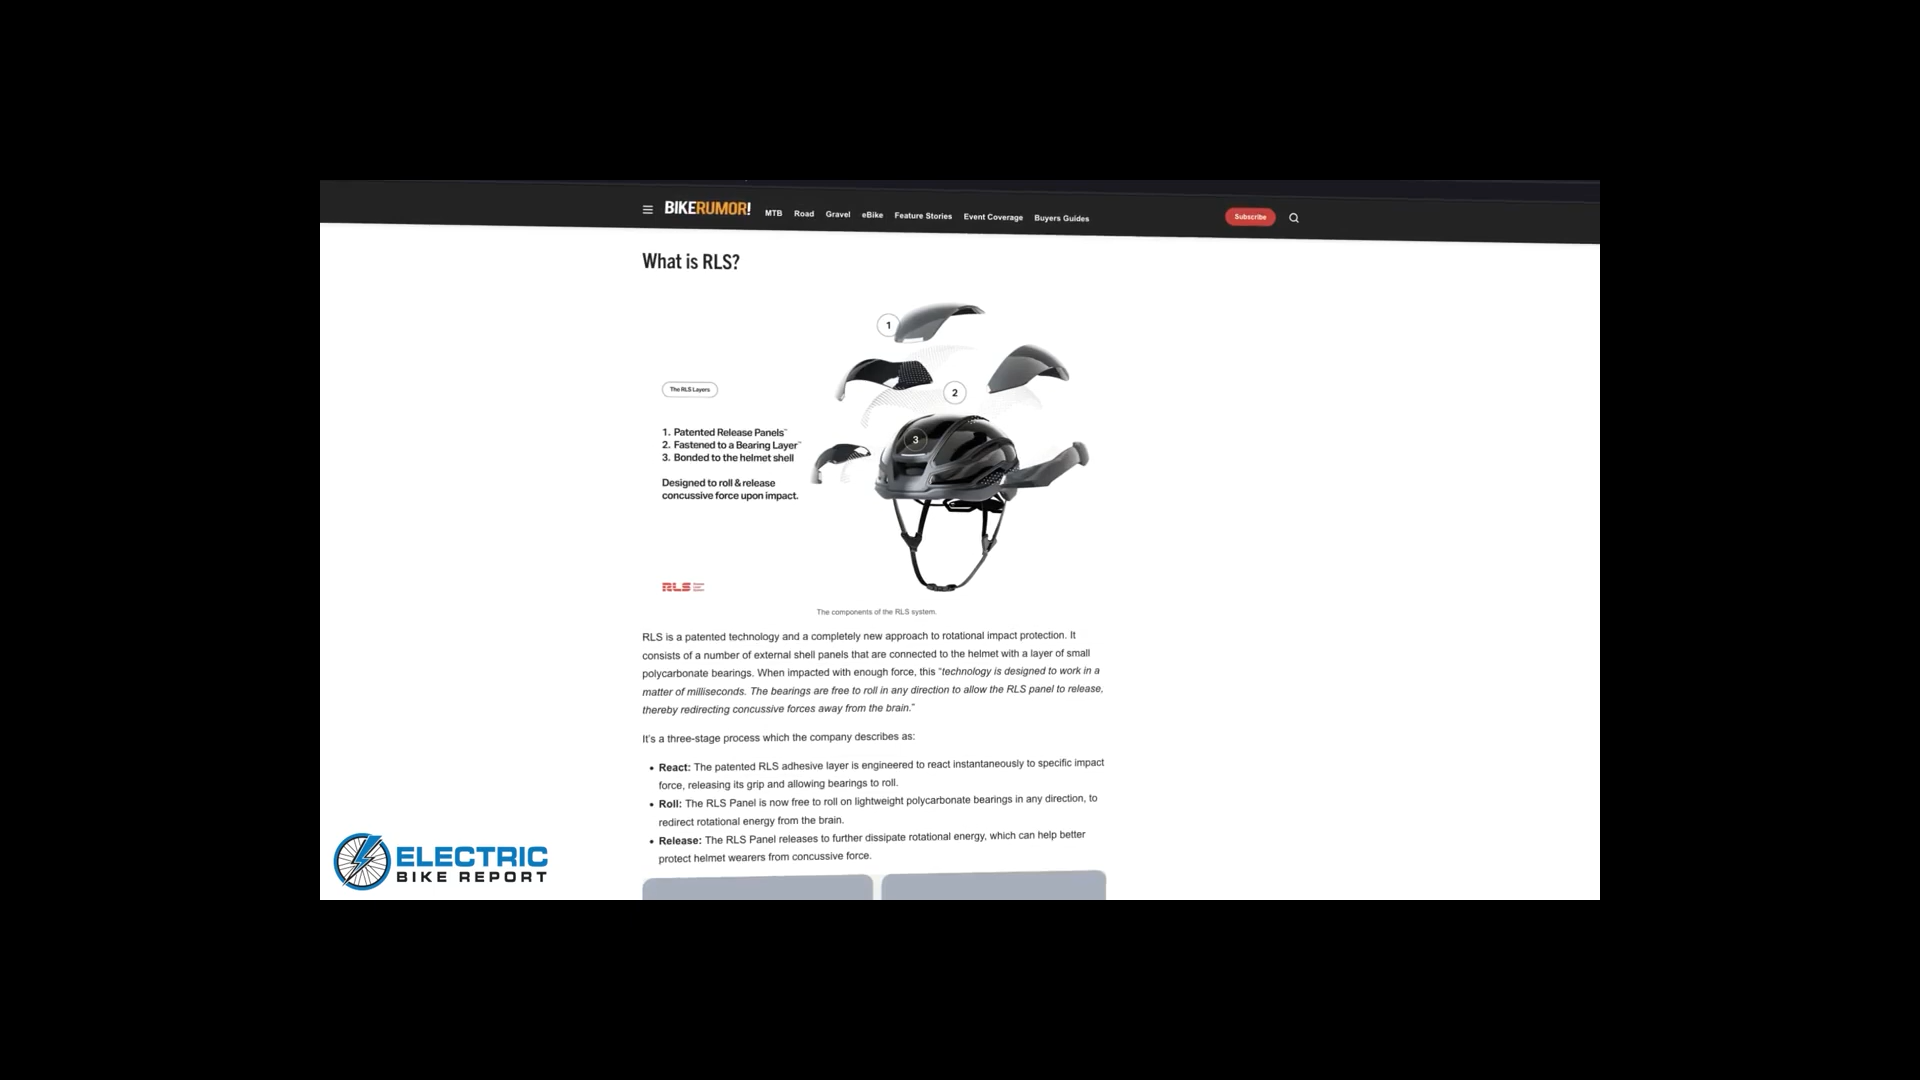 BIKERUMOR!
MTB Road Gravel eBike Feature Stories Event Coverage Buyers Guides
Subscribe
What is RLS?
1
2
3
The RLS Layers
1. Patented Release Panels™
2. Fastened to a Bearing Layer™
3. Bonded to the helmet shell
Designed to roll & release
concussive force upon impact.
RLS
The components of the RLS system.
RLS is a patented technology and a completely new approach to rotational impact protection. It
consists of a number of external shell panels that are connected to the helmet with a layer of small
polycarbonate bearings. When impacted with enough force, this “technology is designed to work in a
matter of milliseconds. The bearings are free to roll in any direction to allow the RLS panel to release,
thereby redirecting concussive forces away from the brain.”
It’s a three-stage process which the company describes as:
• React: The patented RLS adhesive layer is engineered to react instantaneously to specific impact
force, releasing its grip and allowing bearings to roll.
• Roll: The RLS Panel is now free to roll on lightweight polycarbonate bearings in any direction, to
redirect rotational energy from the brain.
• Release: The RLS Panel releases to further dissipate rotational energy, which can help better
protect helmet wearers from concussive force.
ELECTRIC
BIKE REPORT